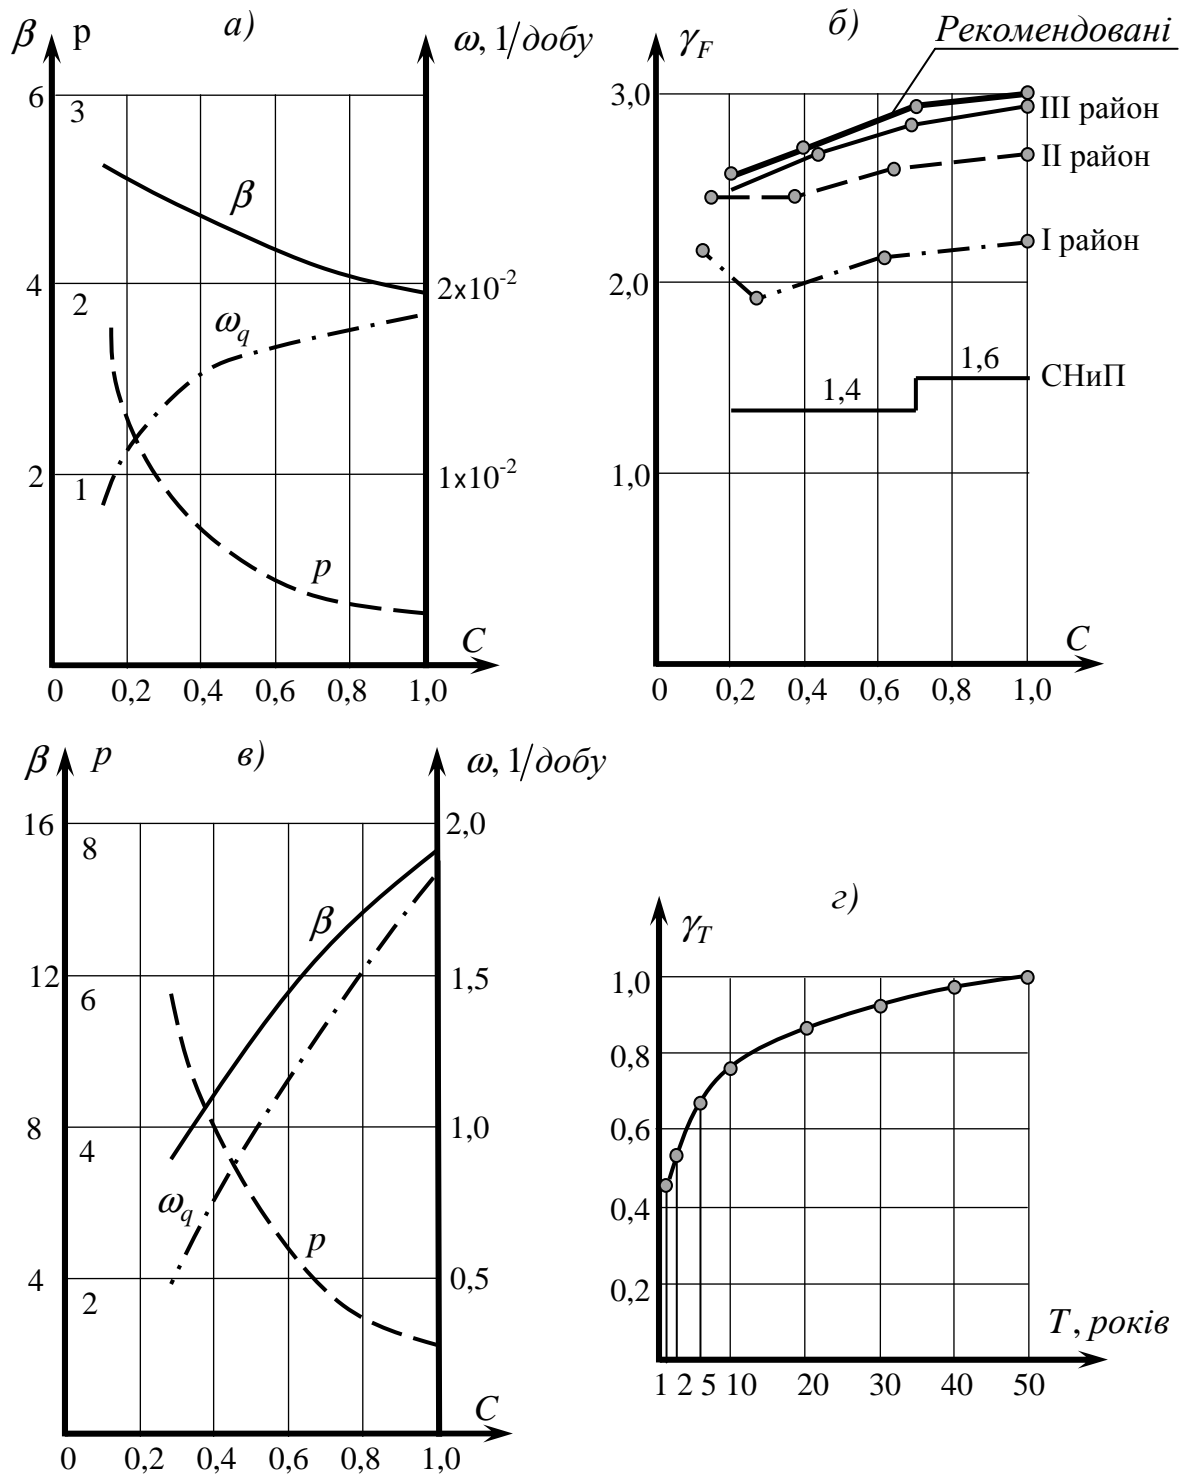 а)
β p
ω, 1/добу
6
3
β
4
2
2x10-2
ωq
2
1
1x10-2
p
C
0 0,2 0,4 0,6 0,8 1,0
б)
γF
Рекомендовані
3,0
III район
II район
I район
2,0
1,6
1,4
СНиП
1,0
C
0 0,2 0,4 0,6 0,8 1,0
в)
β p
ω, 1/добу
16
8
2,0
β
12
6
1,5
8
4
1,0
ωq
p
4
2
0,5
C
0 0,2 0,4 0,6 0,8 1,0
г)
γT
1,0
0,8
0,6
0,4
0,2
T, років
1 2 5 10 20 30 40 50